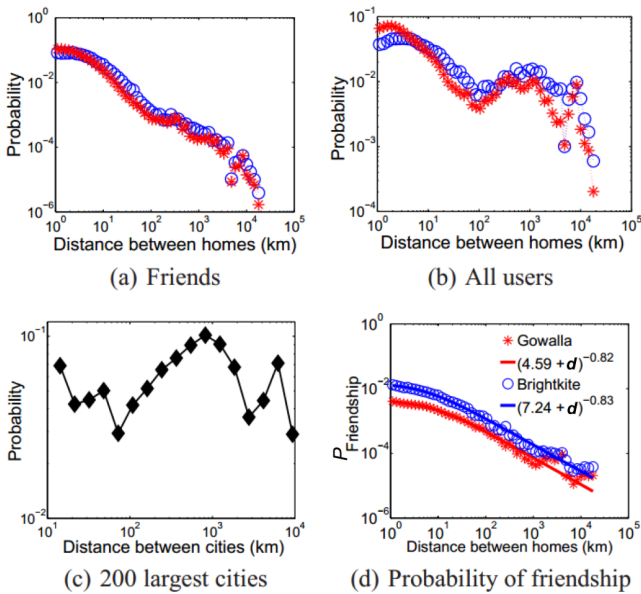 10^0
10^-2
10^-4
10^-6
Probability
10^0 10^1 10^2 10^3 10^4 10^5
Distance between homes (km)
(a) Friends
10^-1
10^-2
10^-3
10^-4
Probability
10^0 10^1 10^2 10^3 10^4 10^5
Distance between homes (km)
(b) All users
10^-1
10^-2
Probability
10^1 10^2 10^3 10^4
Distance between cities (km)
(c) 200 largest cities
10^0
10^-2
10^-4
10^-6
P Friendship
Gowalla
(4.59 + d)^-0.82
Brightkite
(7.24 + d)^-0.83
10^0 10^1 10^2 10^3 10^4 10^5
Distance between homes (km)
(d) Probability of friendship